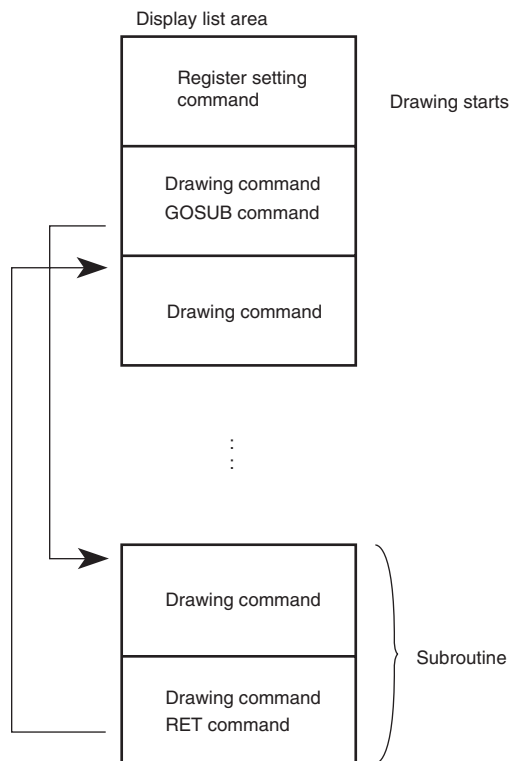 Display list area
Register setting
command
Drawing starts
Drawing command
GOSUB command
Drawing command
Drawing command
Subroutine
Drawing command
RET command